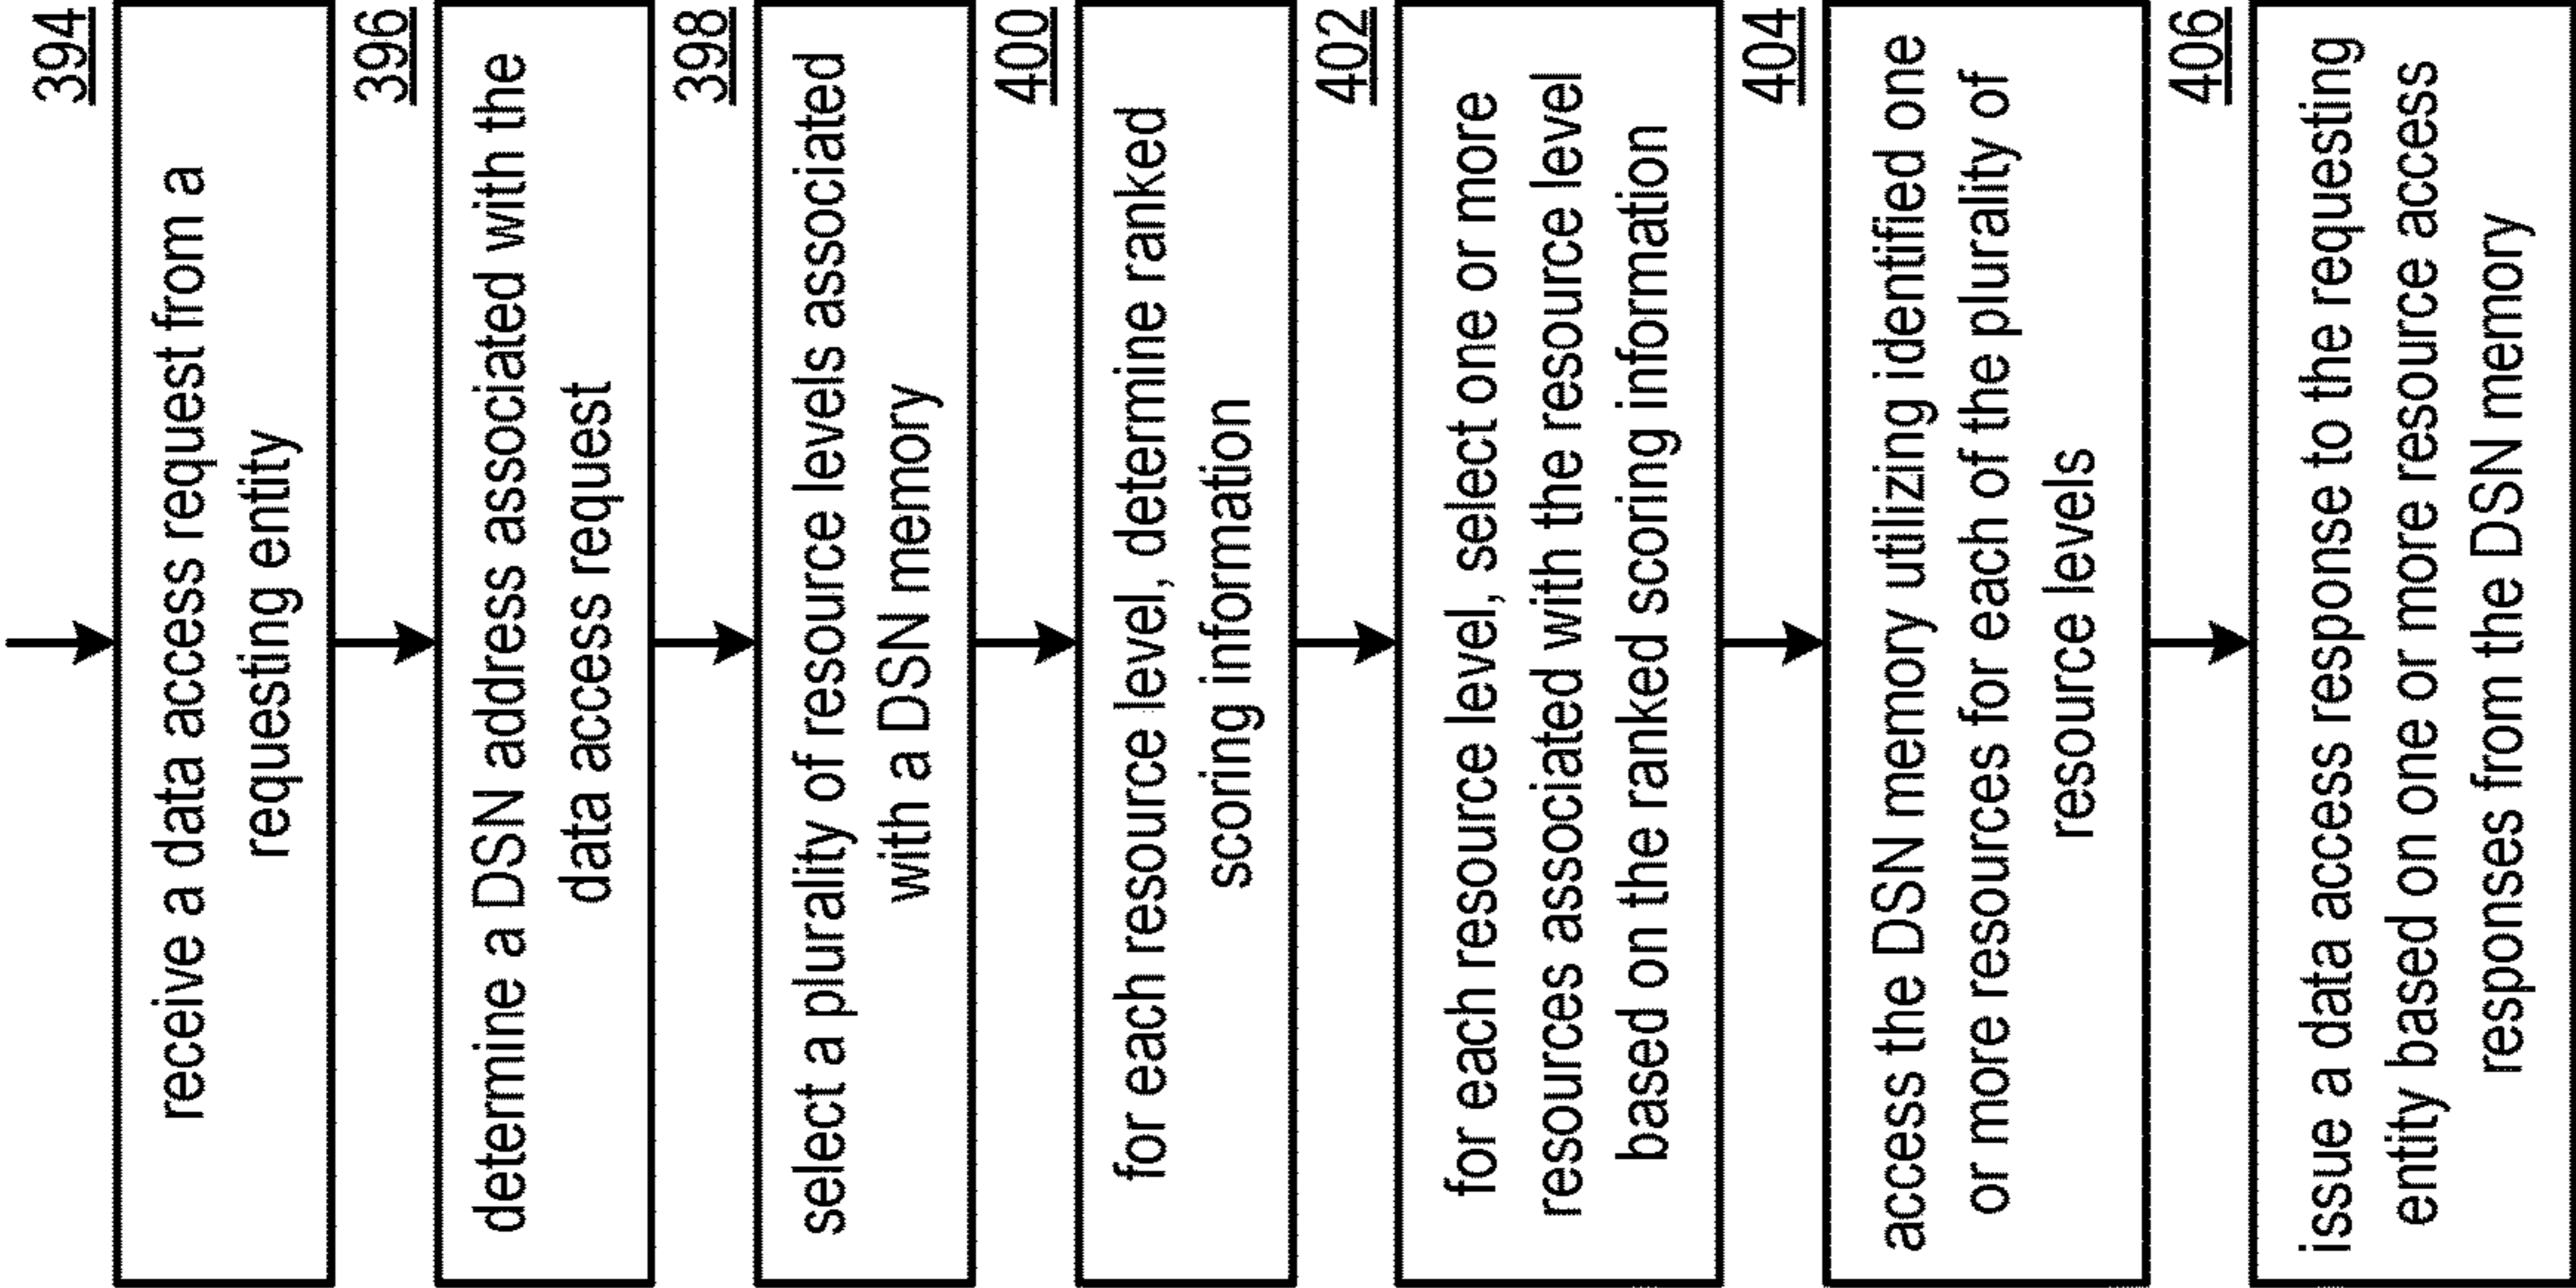 394
receive a data access request from a
requesting entity
396
determine a DSN address associated with the
data access request
398
select a plurality of resource levels associated
with a DSN memory
400
for each resource level, determine ranked
scoring information
402
for each resource level, select one or more
resources associated with the resource level
based on the ranked scoring information
404
access the DSN memory utilizing identified one
or more resources for each of the plurality of
resource levels
406
issue a data access response to the requesting
entity based on one or more resource access
responses from the DSN memory